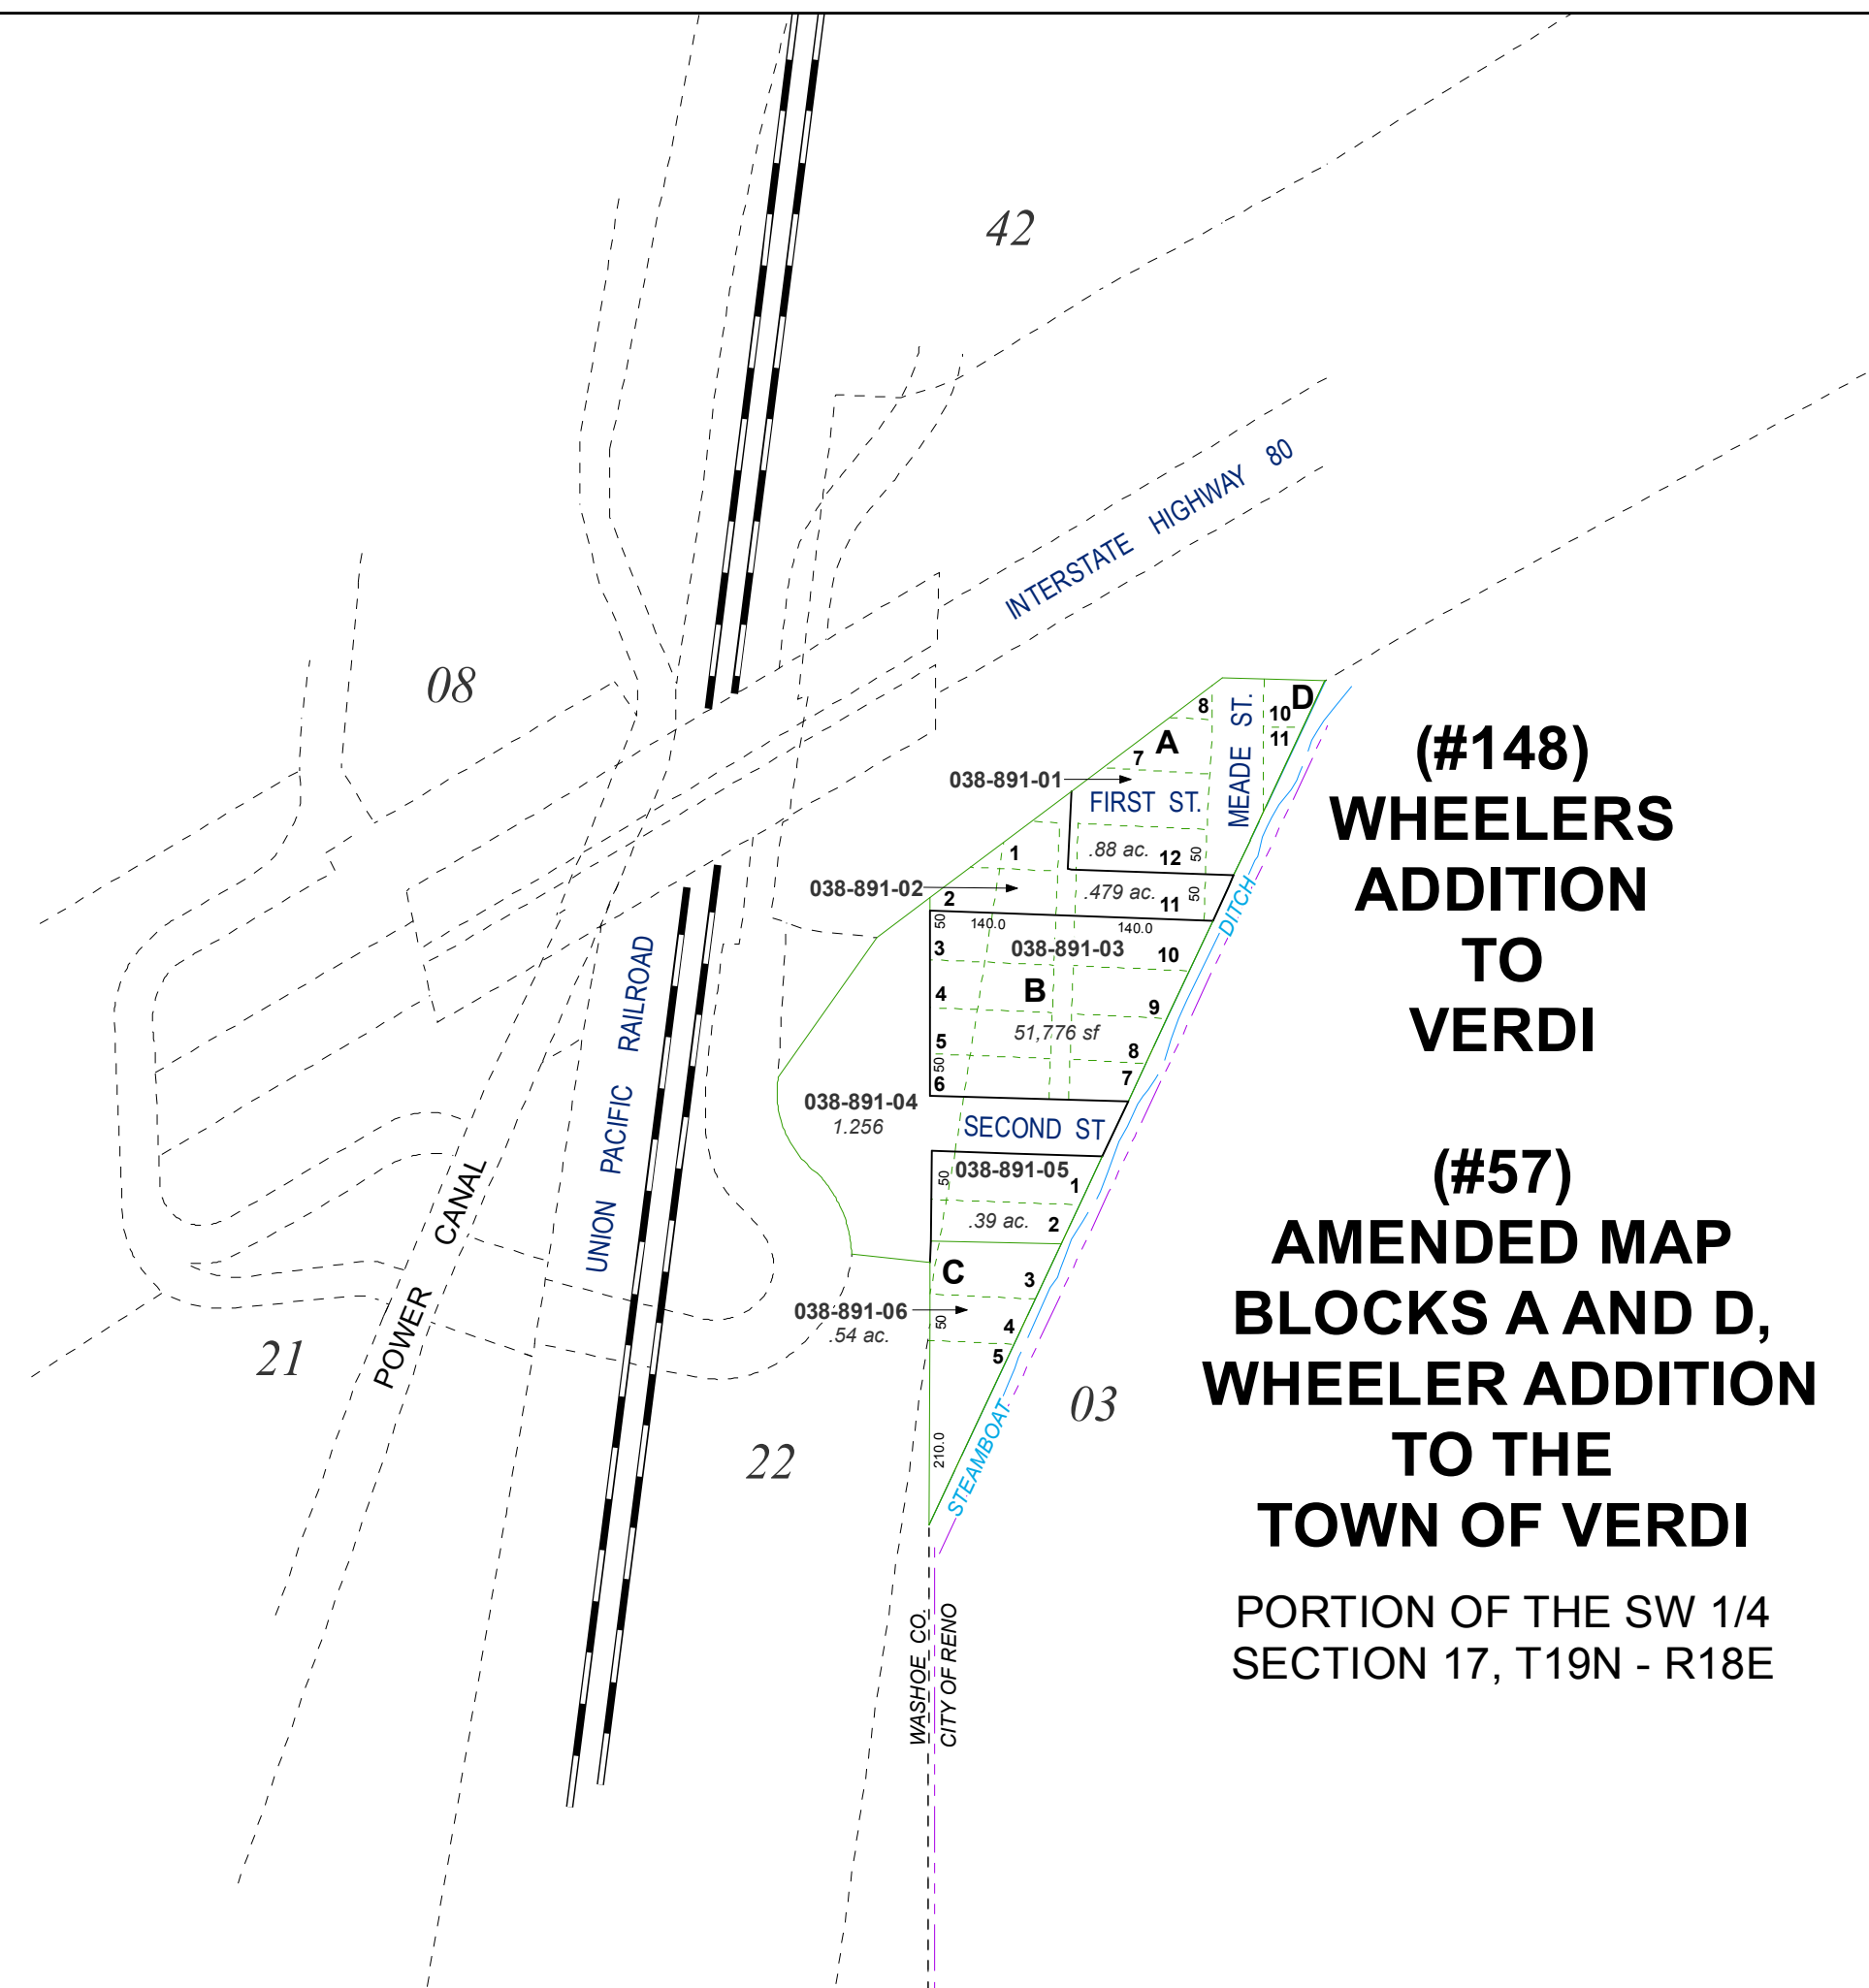 42
08
INTERSTATE HIGHWAY 80
8
MEADE ST.
10
D
11
A
7
038-891-01
FIRST ST.
1
.88 ac.
12
50
038-891-02
2
.479 ac.
11
50
DITCH
50
140.0
140.0
3
038-891-03
10
4
B
9
51,776 sf
5
8
50
6
7
038-891-04
1.256
SECOND ST
50
038-891-05
1
.39 ac.
2
C
3
038-891-06
.54 ac.
50
4
5
210.0
STEAMBOAT
03
UNION PACIFIC RAILROAD
POWER CANAL
21
22
WASHOE CO.
CITY OF RENO
(#148)
WHEELERS
ADDITION
TO
VERDI
(#57)
AMENDED MAP
BLOCKS A AND D,
WHEELER ADDITION
TO THE
TOWN OF VERDI
PORTION OF THE SW 1/4
SECTION 17, T19N - R18E